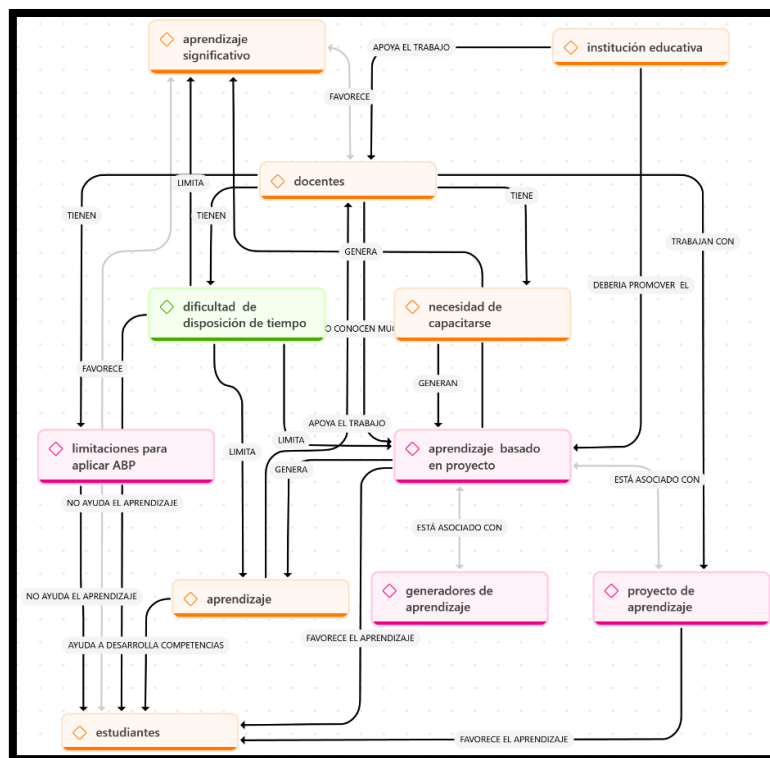 aprendizaje
significativo
APOYA EL TRABAJO
institución educativa
FAVORECE
docentes
LIMITA
TIENEN
TIENEN
TIENE
TRABAJAN CON
GENERA
DEBERIA PROMOVER EL
dificultad de
disposición de tiempo
necesidad de
capacitarse
O CONOCEN
FAVORECE
GENERAN
APOYA EL TRABAJO
limitaciones para
aplicar ABP
LIMITA
aprendizaje basado
en proyecto
LIMITA
GENERA
ESTÁ ASOCIADO CON
NO AYUDA EL APRENDIZAJE
ESTÁ ASOCIADO CON
aprendizaje
generadores de
aprendizaje
proyecto de
aprendizaje
NO AYUDA EL APRENDIZAJE
FAVORECE EL APRENDIZAJE
AYUDA A DESARROLLA COMPETENCIAS
estudiantes
FAVORECE EL APRENDIZAJE